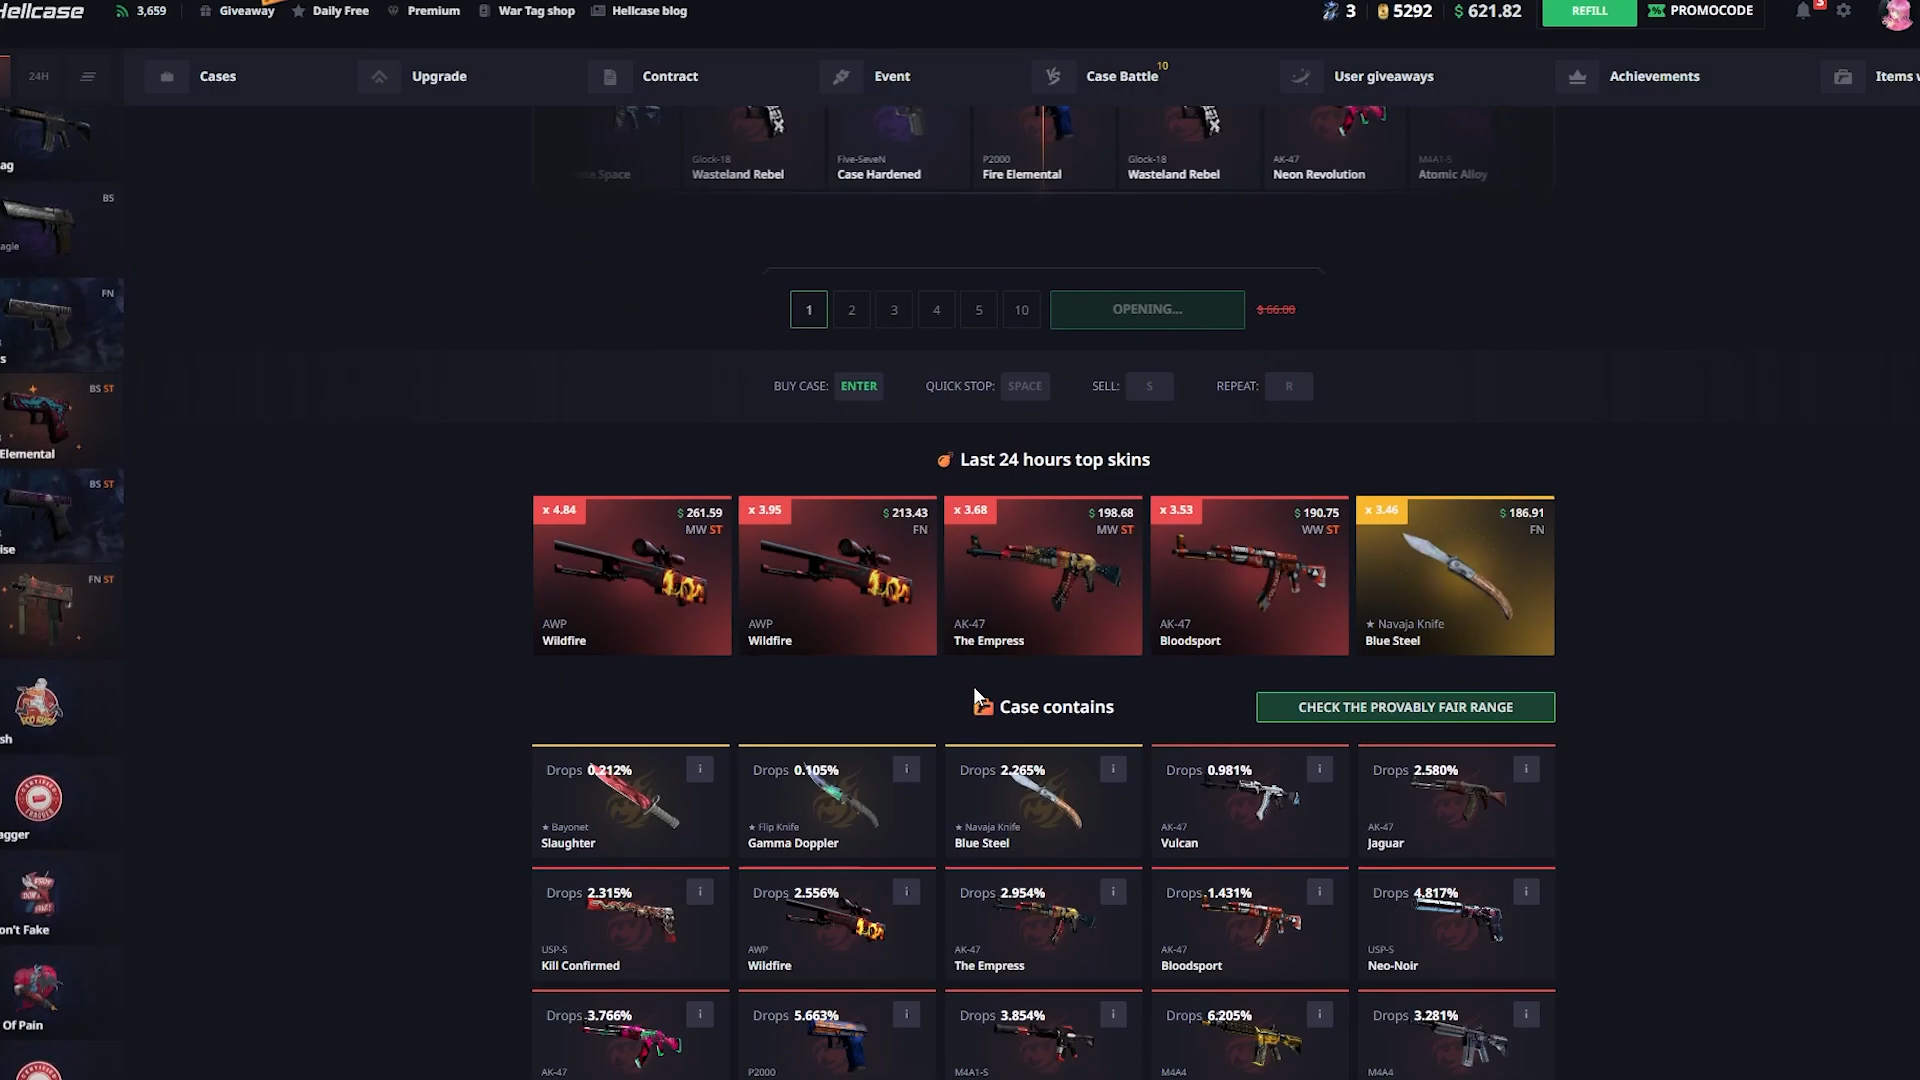 Hellcase 3,659 Giveaway Daily Free Premium War Tag shop Hellcase blog 3 5292 $ 621.82 REFILL PROMOCODE 3
24H Cases Upgrade Contract Event Case Battle 10 User giveaways Achievements Items
Glock-18
Wasteland Rebel
Five-SeveN
Case Hardened
P2000
Fire Elemental
Glock-18
Wasteland Rebel
AK-47
Neon Revolution
M4A1-S
Atomic Alloy
1 2 3 4 5 10 OPENING... $ 66.00
BUY CASE: ENTER QUICK STOP: SPACE SELL: S REPEAT: R
Last 24 hours top skins
x 4.84 $ 261.59
MW ST
AWP
Wildfire
x 3.95 $ 213.43
FN
AWP
Wildfire
x 3.68 $ 198.68
MW ST
AK-47
The Empress
x 3.53 $ 190.75
WW ST
AK-47
Bloodsport
x 3.46 $ 186.91
FN
★ Navaja Knife
Blue Steel
Case contains CHECK THE PROVABLY FAIR RANGE
Drops 0.212% i
★ Bayonet
Slaughter
Drops 0.105% i
★ Flip Knife
Gamma Doppler
Drops 2.265% i
★ Navaja Knife
Blue Steel
Drops 0.981% i
AK-47
Vulcan
Drops 2.580% i
AK-47
Jaguar
Drops 2.315% i
USP-S
Kill Confirmed
Drops 2.556% i
AWP
Wildfire
Drops 2.954% i
AK-47
The Empress
Drops 1.431% i
AK-47
Bloodsport
Drops 4.817% i
USP-S
Neo-Noir
Drops 3.766% i
AK-47
Drops 5.663% i
P2000
Drops 3.854% i
M4A1-S
Drops 6.205% i
M4A4
Drops 3.281% i
M4A4
ag
BS
agle
FN
s
BS ST
Elemental
BS ST
ise
FN ST
sh
agger
on't Fake
Of Pain